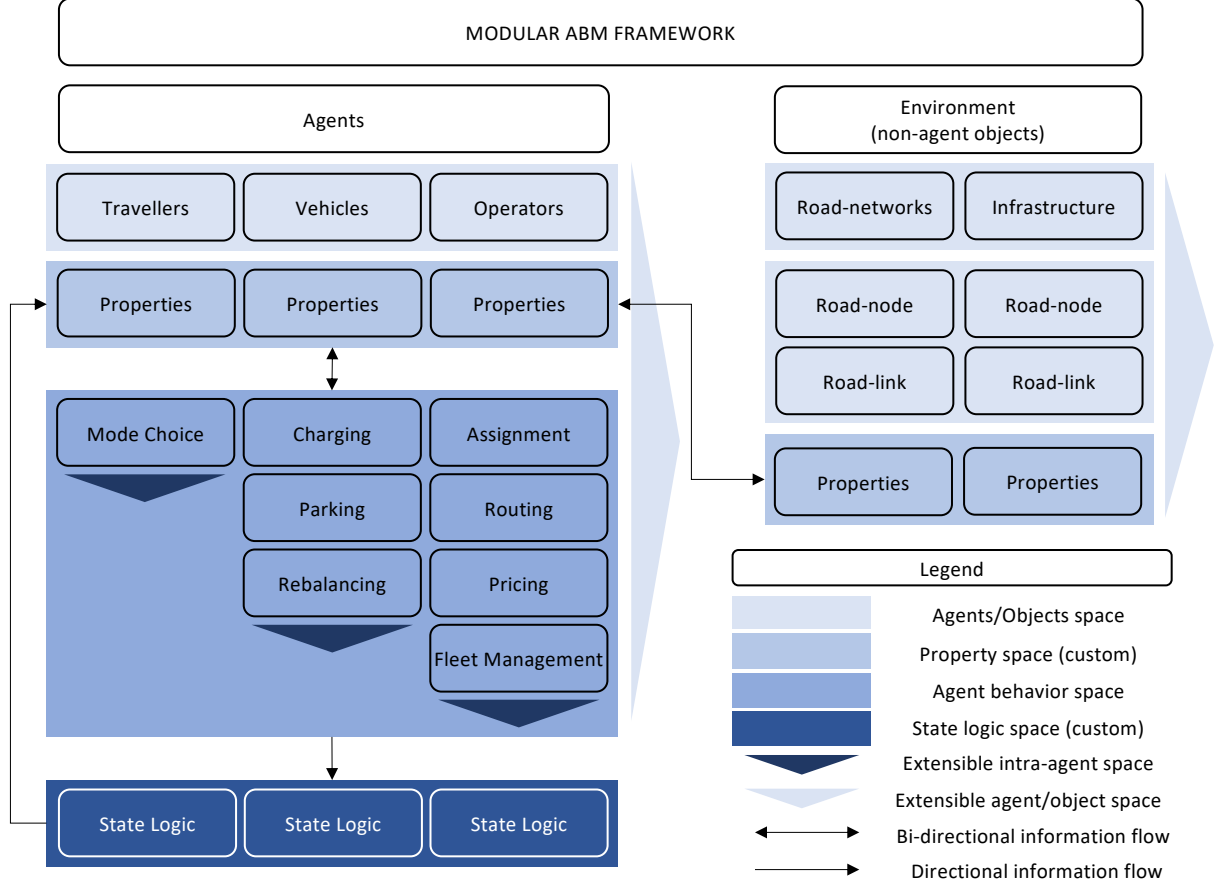 MODULAR ABM FRAMEWORK
Agents
Travellers
Vehicles
Operators
Properties
Properties
Properties
Mode Choice
Charging
Assignment
Parking
Routing
Rebalancing
Pricing
Fleet Management
State Logic
State Logic
State Logic
Environment
(non-agent objects)
Road-networks
Infrastructure
Road-node
Road-node
Road-link
Road-link
Properties
Properties
Legend
Agents/Objects space
Property space (custom)
Agent behavior space
State logic space (custom)
Extensible intra-agent space
Extensible agent/object space
Bi-directional information flow
Directional information flow